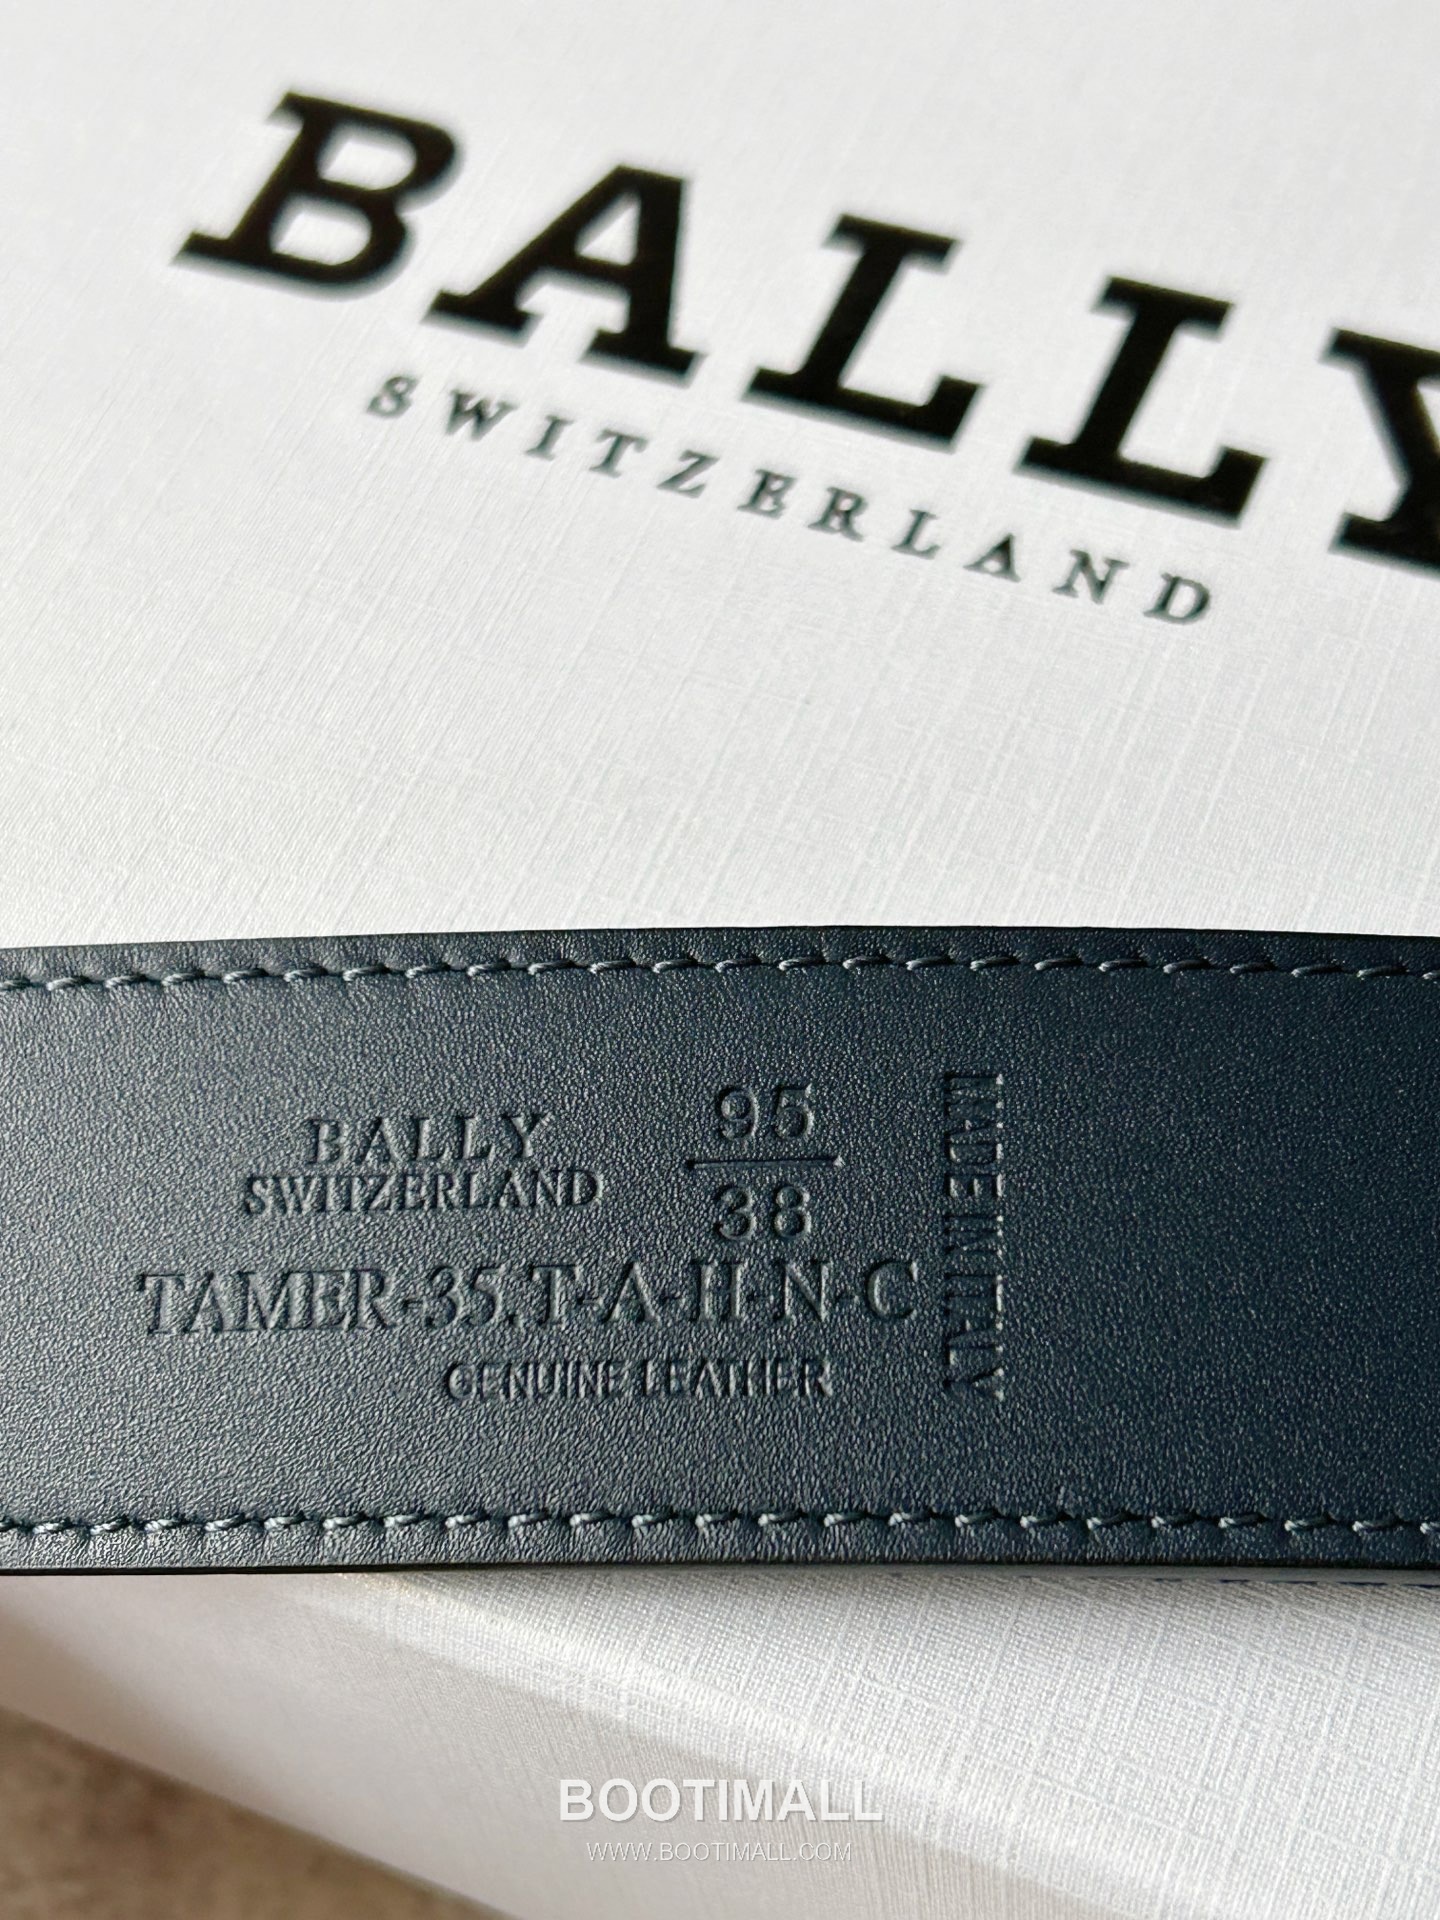 BALLY
SWITZERLAND
BALLY
SWITZERLAND
95
38
TAMER-35.T-A-H-N-C
GENUINE LEATHER
MADE IN ITALY
BOOTIMALL
WWW.BOOTIMALL.COM